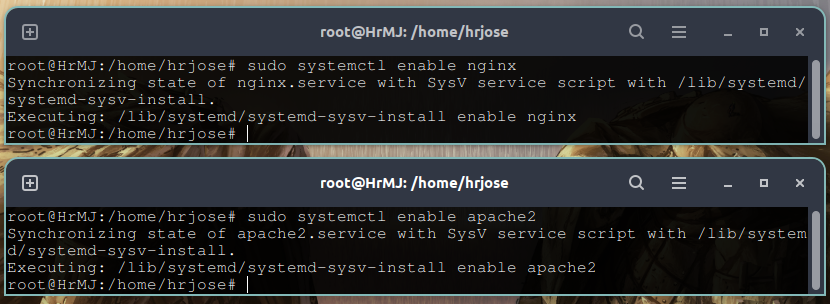 root@HrMJ: /home/hrjose
root@HrMJ:/home/hrjose# sudo systemctl enable nginx
Synchronizing state of nginx.service with SysV service script with /lib/systemd/
systemd-sysv-install.
Executing: /lib/systemd/systemd-sysv-install enable nginx
root@HrMJ:/home/hrjose#
root@HrMJ: /home/hrjose
root@HrMJ:/home/hrjose# sudo systemctl enable apache2
Synchronizing state of apache2.service with SysV service script with /lib/system
d/systemd-sysv-install.
Executing: /lib/systemd/systemd-sysv-install enable apache2
root@HrMJ:/home/hrjose#